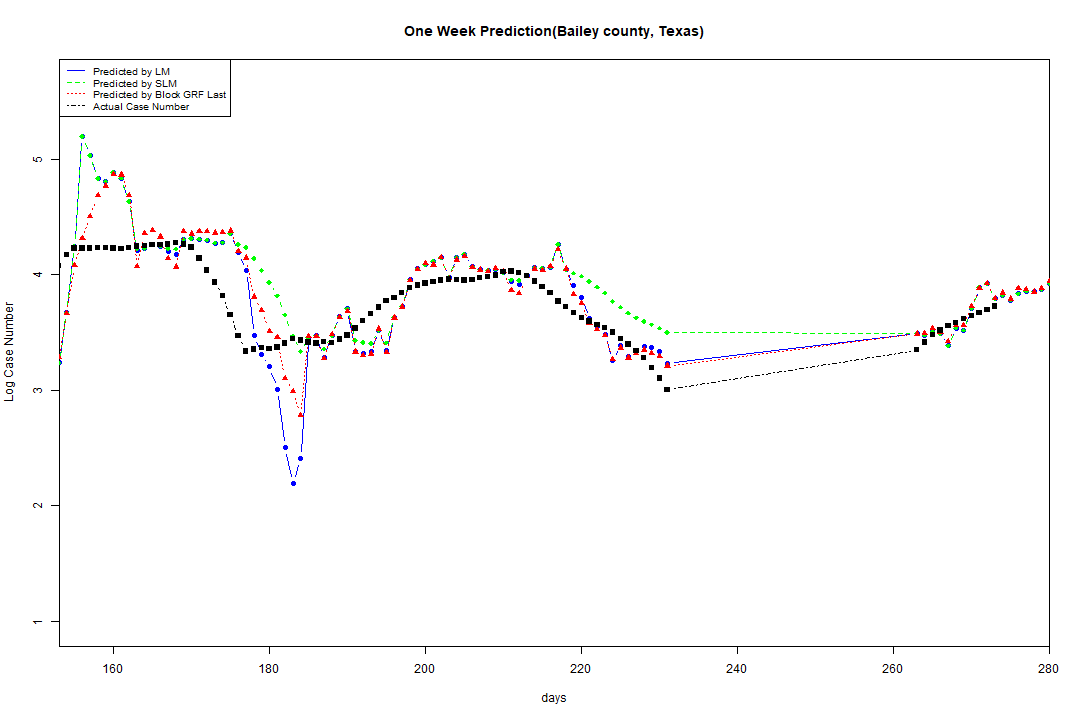 One Week Prediction(Bailey county, Texas)
Predicted by LM
Predicted by SLM
Predicted by Block GRF Last
Actual Case Number
5
4
3
2
1
Log Case Number
160 180 200 220 240 260 280
days